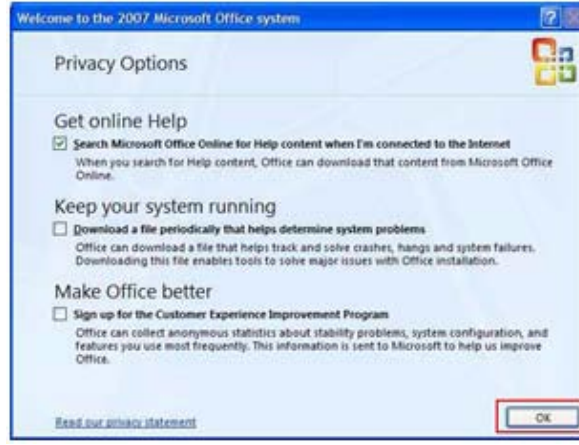 Welcome to the 2007 Microsoft Office system
Privacy Options
Get online Help
Search Microsoft Office Online for Help content when I'm connected to the Internet
When you search for Help content, Office can download that content from Microsoft Office
Online.
Keep your system running
Download a file periodically that helps determine system problems
Office can download a file that helps track and solve crashes, hangs and system failures.
Downloading this file enables tools to solve major issues with Office installation.
Make Office better
Sign up for the Customer Experience Improvement Program
Office can collect anonymous statistics about stability problems, system configuration, and
features you use most frequently. This information is sent to Microsoft to help us improve
Office.
Read our privacy statement
OK